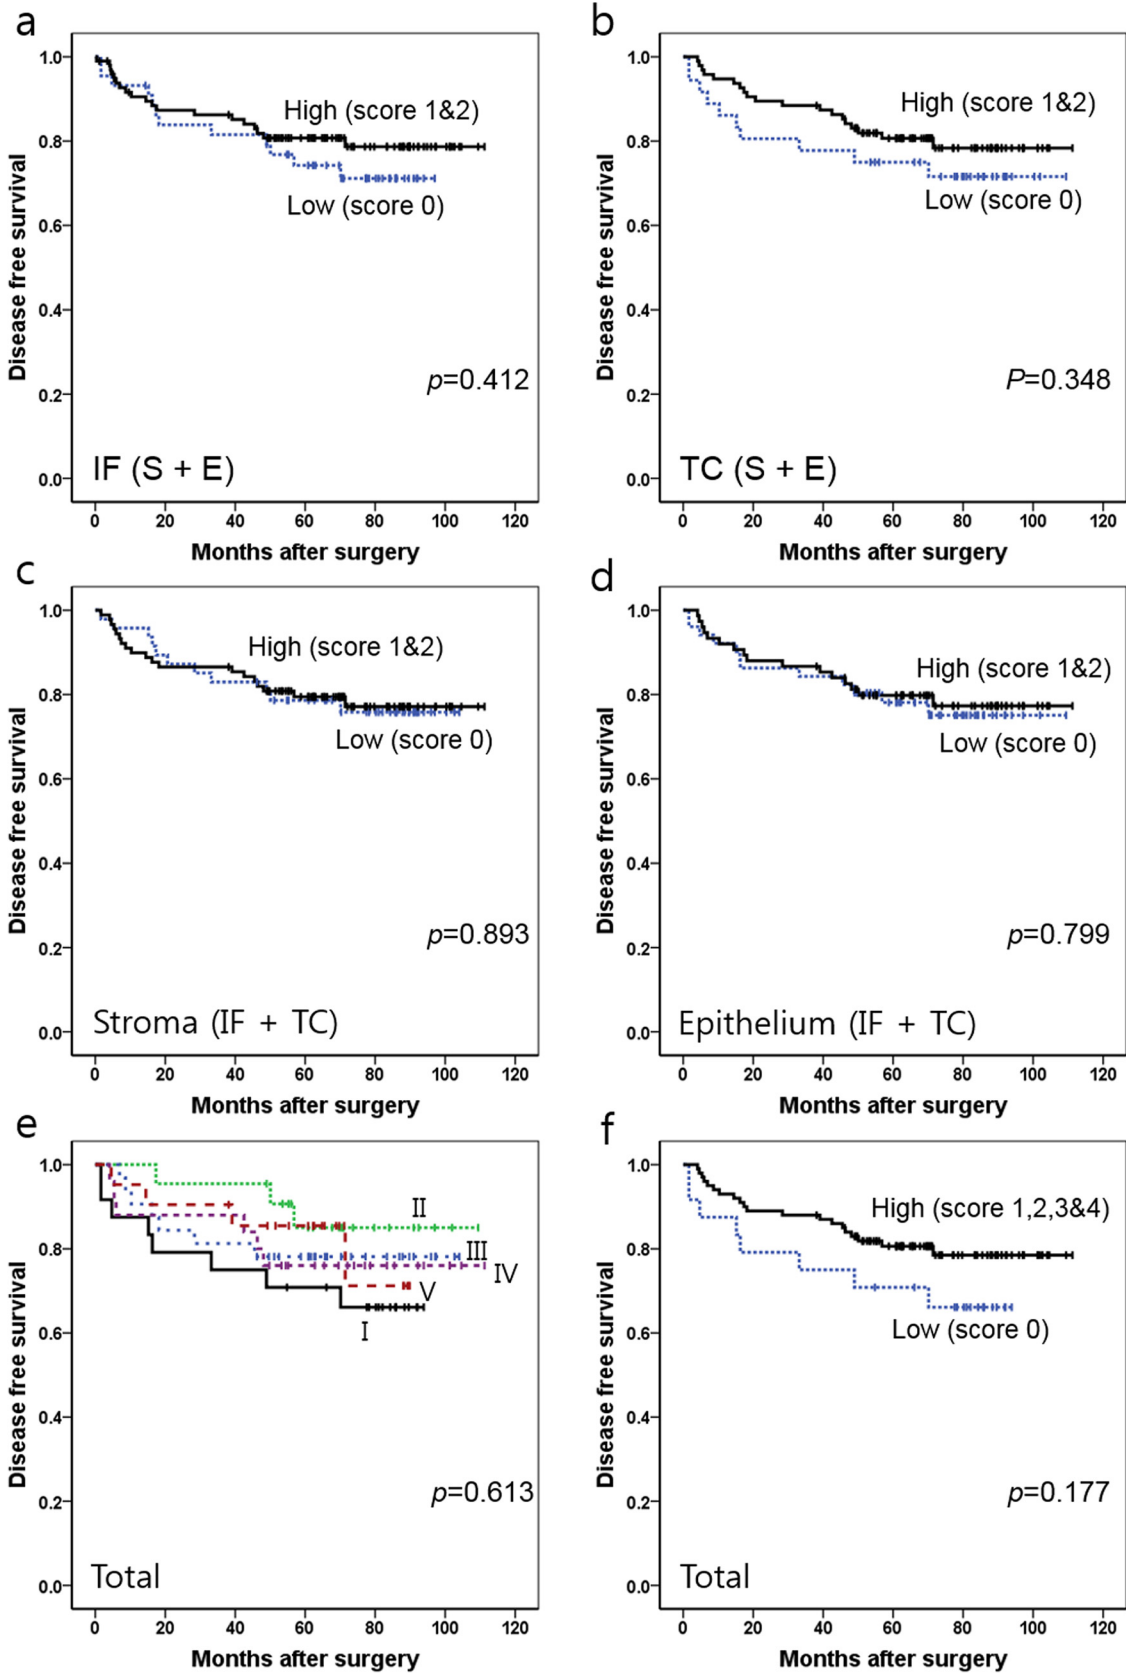 a
Disease free survival
1.0
0.8
0.6
0.4
0.2
0.0
High (score 1&2)
Low (score 0)
p=0.412
IF (S + E)
0 20 40 60 80 100 120
Months after surgery
b
Disease free survival
1.0
0.8
0.6
0.4
0.2
0.0
High (score 1&2)
Low (score 0)
P=0.348
TC (S + E)
0 20 40 60 80 100 120
Months after surgery
c
Disease free survival
1.0
0.8
0.6
0.4
0.2
0.0
High (score 1&2)
Low (score 0)
p=0.893
Stroma (IF + TC)
0 20 40 60 80 100 120
Months after surgery
d
Disease free survival
1.0
0.8
0.6
0.4
0.2
0.0
High (score 1&2)
Low (score 0)
p=0.799
Epithelium (IF + TC)
0 20 40 60 80 100 120
Months after surgery
e
Disease free survival
1.0
0.8
0.6
0.4
0.2
0.0
II
III
IV
V
I
p=0.613
Total
0 20 40 60 80 100 120
Months after surgery
f
Disease free survival
1.0
0.8
0.6
0.4
0.2
0.0
High (score 1,2,3&4)
Low (score 0)
p=0.177
Total
0 20 40 60 80 100 120
Months after surgery